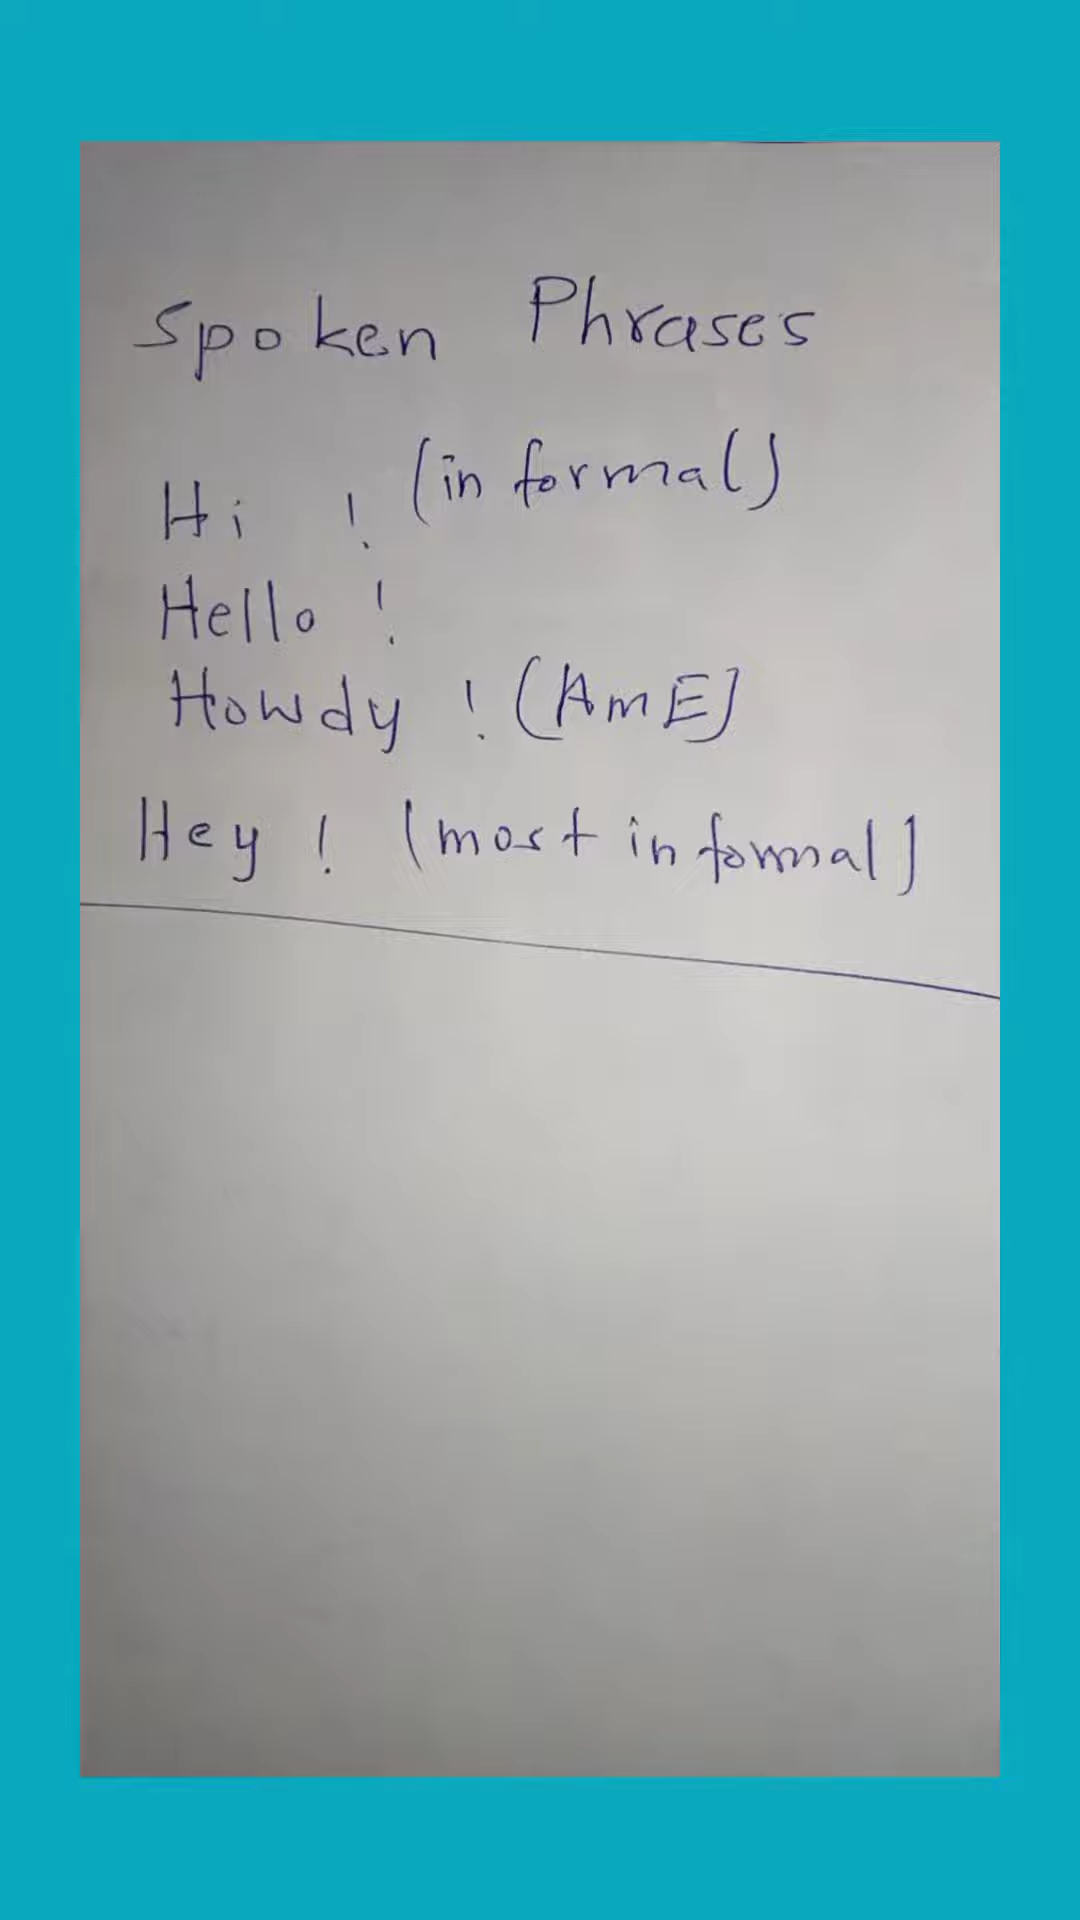 Spoken Phrases
Hi ! (informal)
Hello !
Howdy ! (AmE)
Hey ! (most informal)